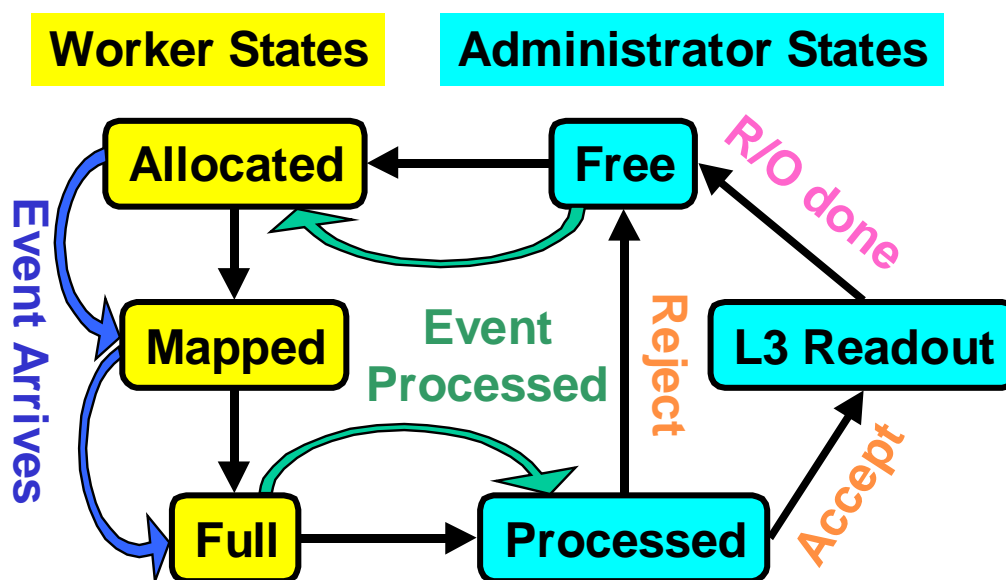 Worker States
Administrator States
Allocated
Free
R/O done
Event Arrives
Mapped
Event
Processed
Reject
L3 Readout
Accept
Full
Processed